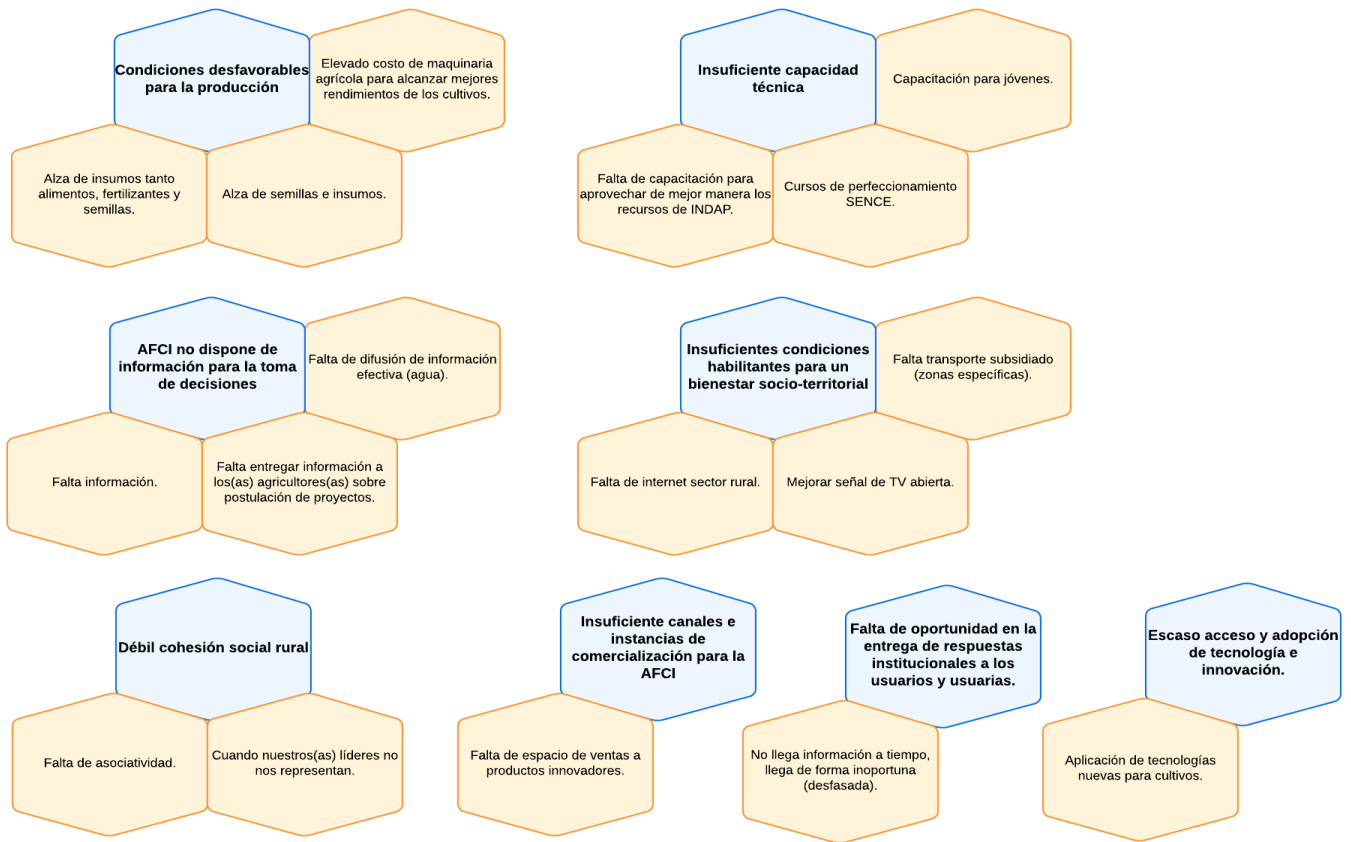 Condiciones desfavorables
para la producción
Elevado costo de maquinaria
agrícola para alcanzar mejores
rendimientos de los cultivos.
Alza de insumos tanto
alimentos, fertilizantes y
semillas.
Alza de semillas e insumos.
Insuficiente capacidad
técnica
Capacitación para jóvenes.
Falta de capacitación para
aprovechar de mejor manera los
recursos de INDAP.
Cursos de perfeccionamiento
SENCE.
AFCI no dispone de
información para la toma
de decisiones
Falta de difusión de información
efectiva (agua).
Falta información.
Falta entregar información a
los(as) agricultores(as) sobre
postulación de proyectos.
Insuficientes condiciones
habilitantes para un
bienestar socio-territorial
Falta transporte subsidiado
(zonas específicas).
Falta de internet sector rural.
Mejorar señal de TV abierta.
Débil cohesión social rural
Falta de asociatividad.
Cuando nuestros(as) líderes no
nos representan.
Insuficiente canales e
instancias de
comercialización para la
AFCI
Falta de espacio de ventas a
productos innovadores.
Falta de oportunidad en la
entrega de respuestas
institucionales a los
usuarios y usuarias.
No llega información a tiempo,
llega de forma inoportuna
(desfasada).
Escaso acceso y adopción
de tecnología e
innovación.
Aplicación de tecnologías
nuevas para cultivos.